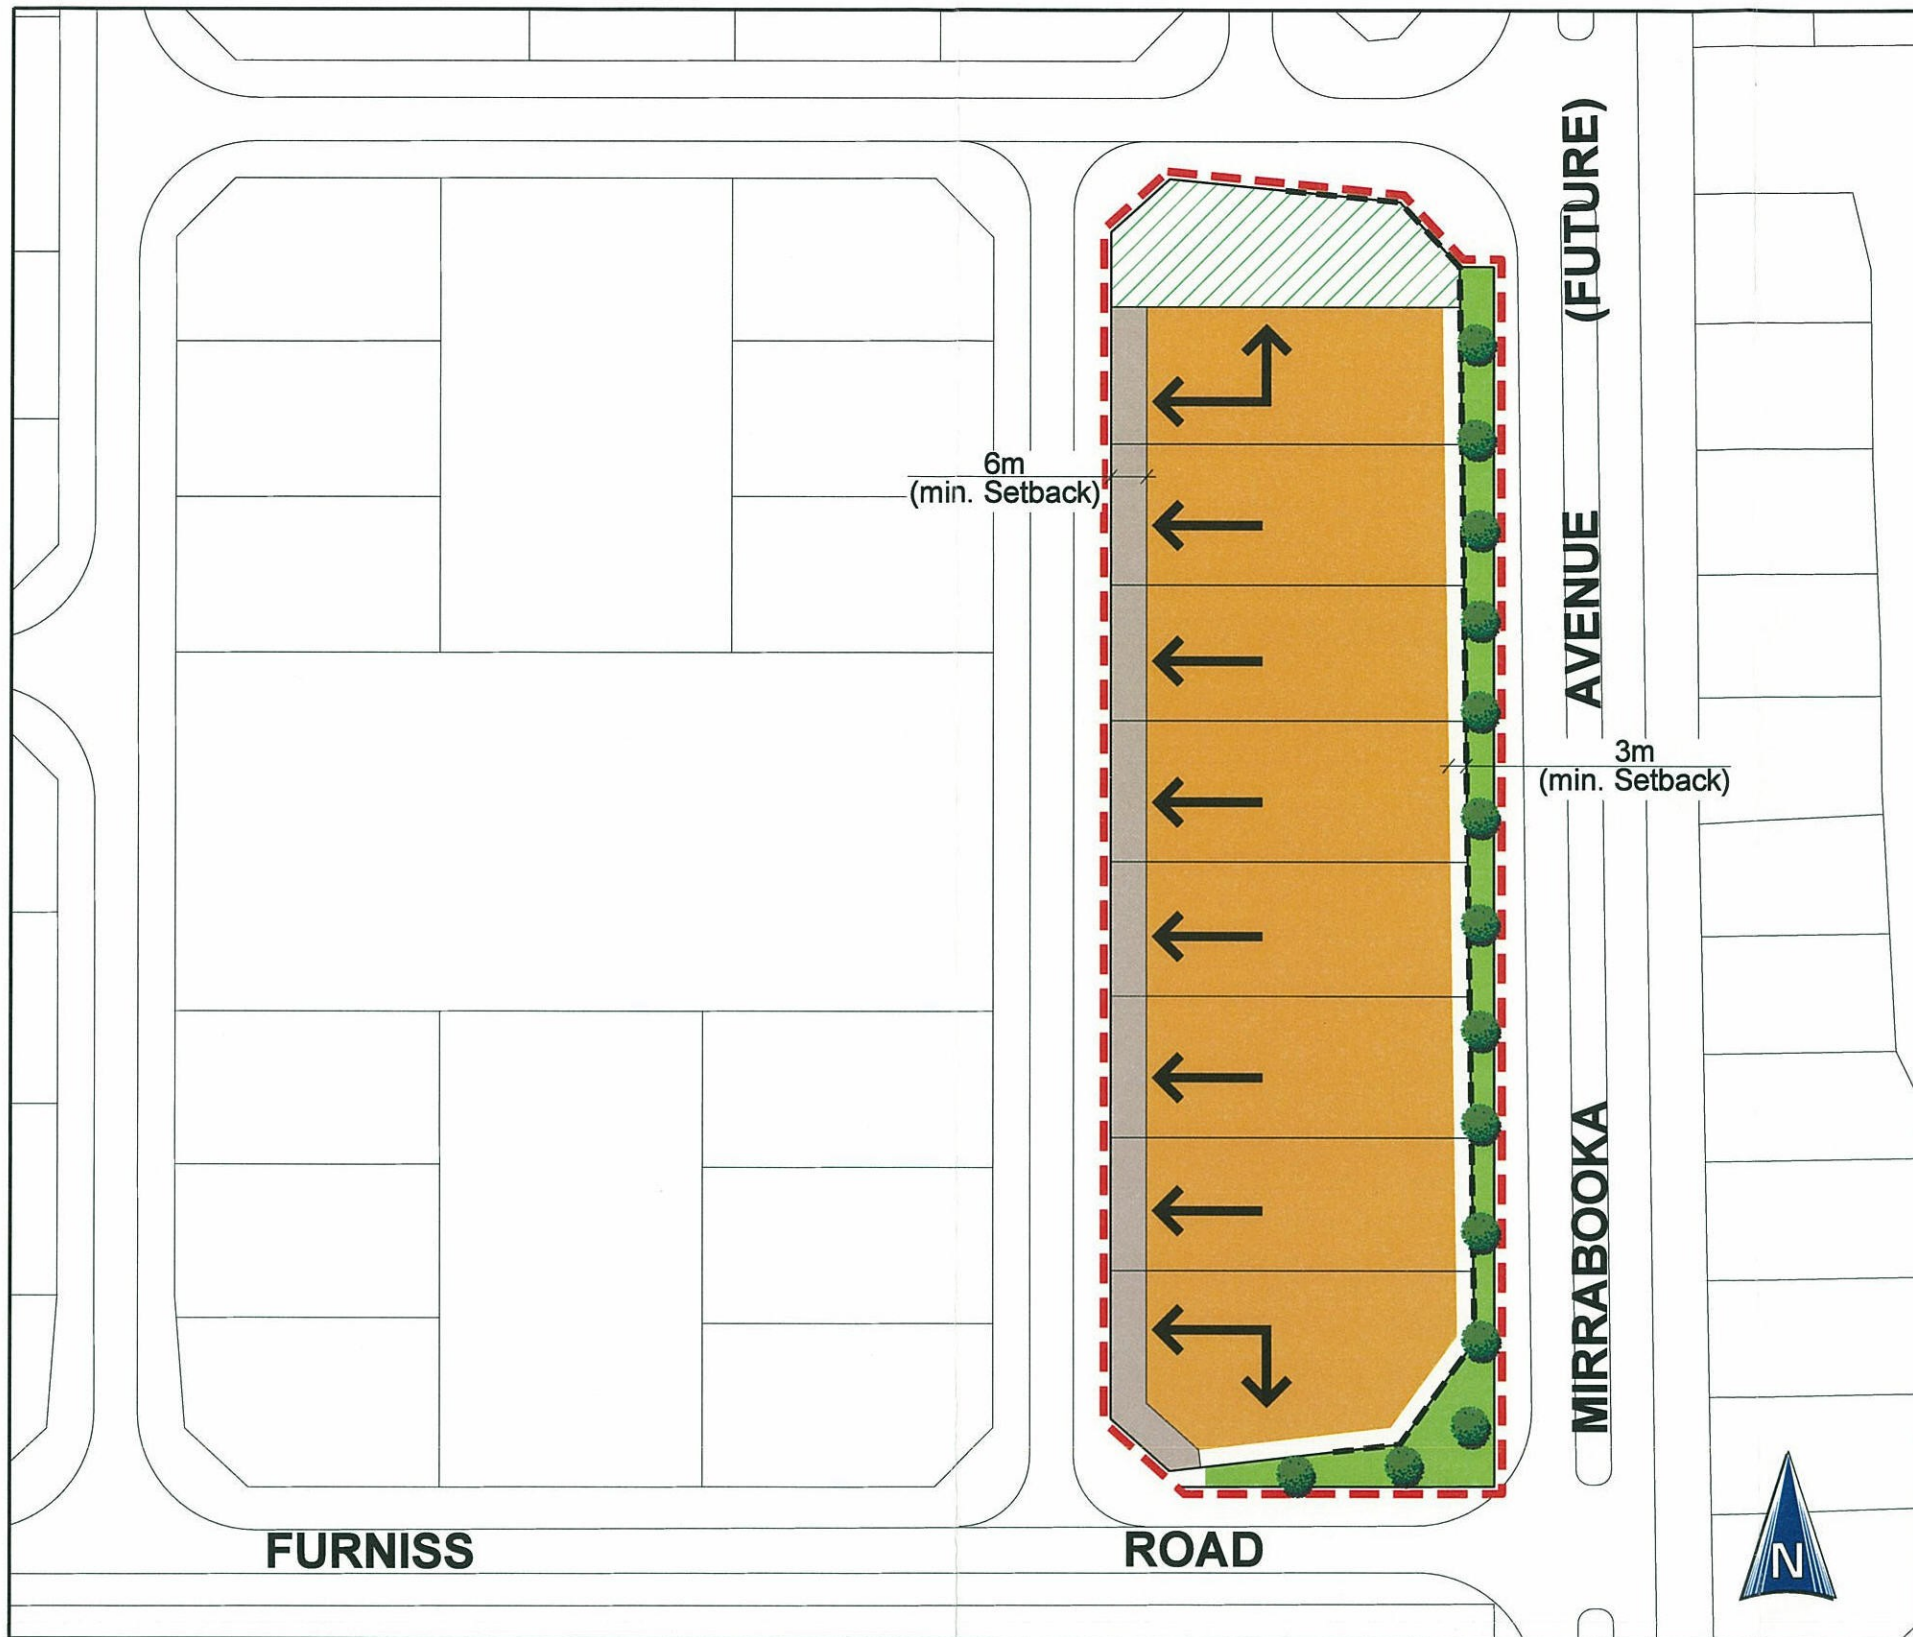 (FUTURE)
AVENUE
MIRRABOOKA
6m
(min. Setback)
3m
(min. Setback)
FURNISS ROAD
N